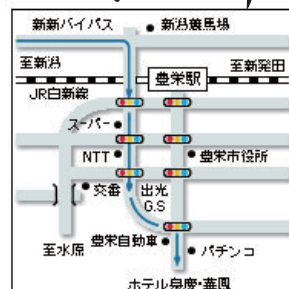 新新バイパス
新潟競馬場
至新潟
至新発田
豊栄駅
JR白新線
スーパー
NTT
豊栄市役所
交番
出光
G.S
至水原
豊栄自動車
パチンコ
ホテル泉慶・華鳳